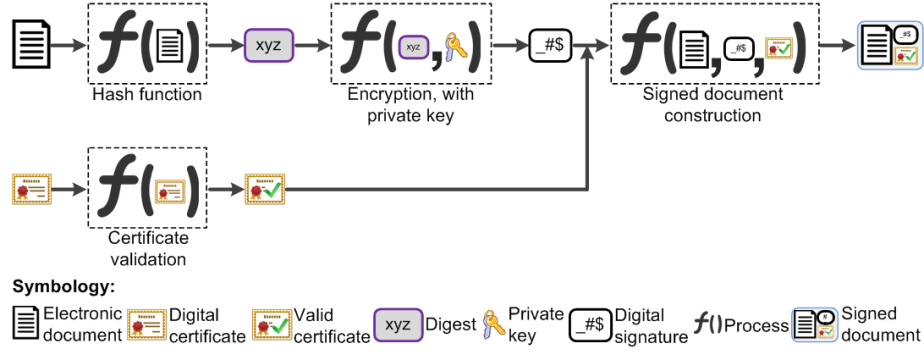 f(       )
xyz
f( xyz , )
_#$
f( , _#$ , )
_#$
Hash function
Encryption, with
private key
Signed document
construction
f(       )
Certificate
validation
Symbology:
Electronic
document
Digital
certificate
Valid
certificate
xyz
Digest
Private
key
_#$
Digital
signature
f() Process
#
Signed
document